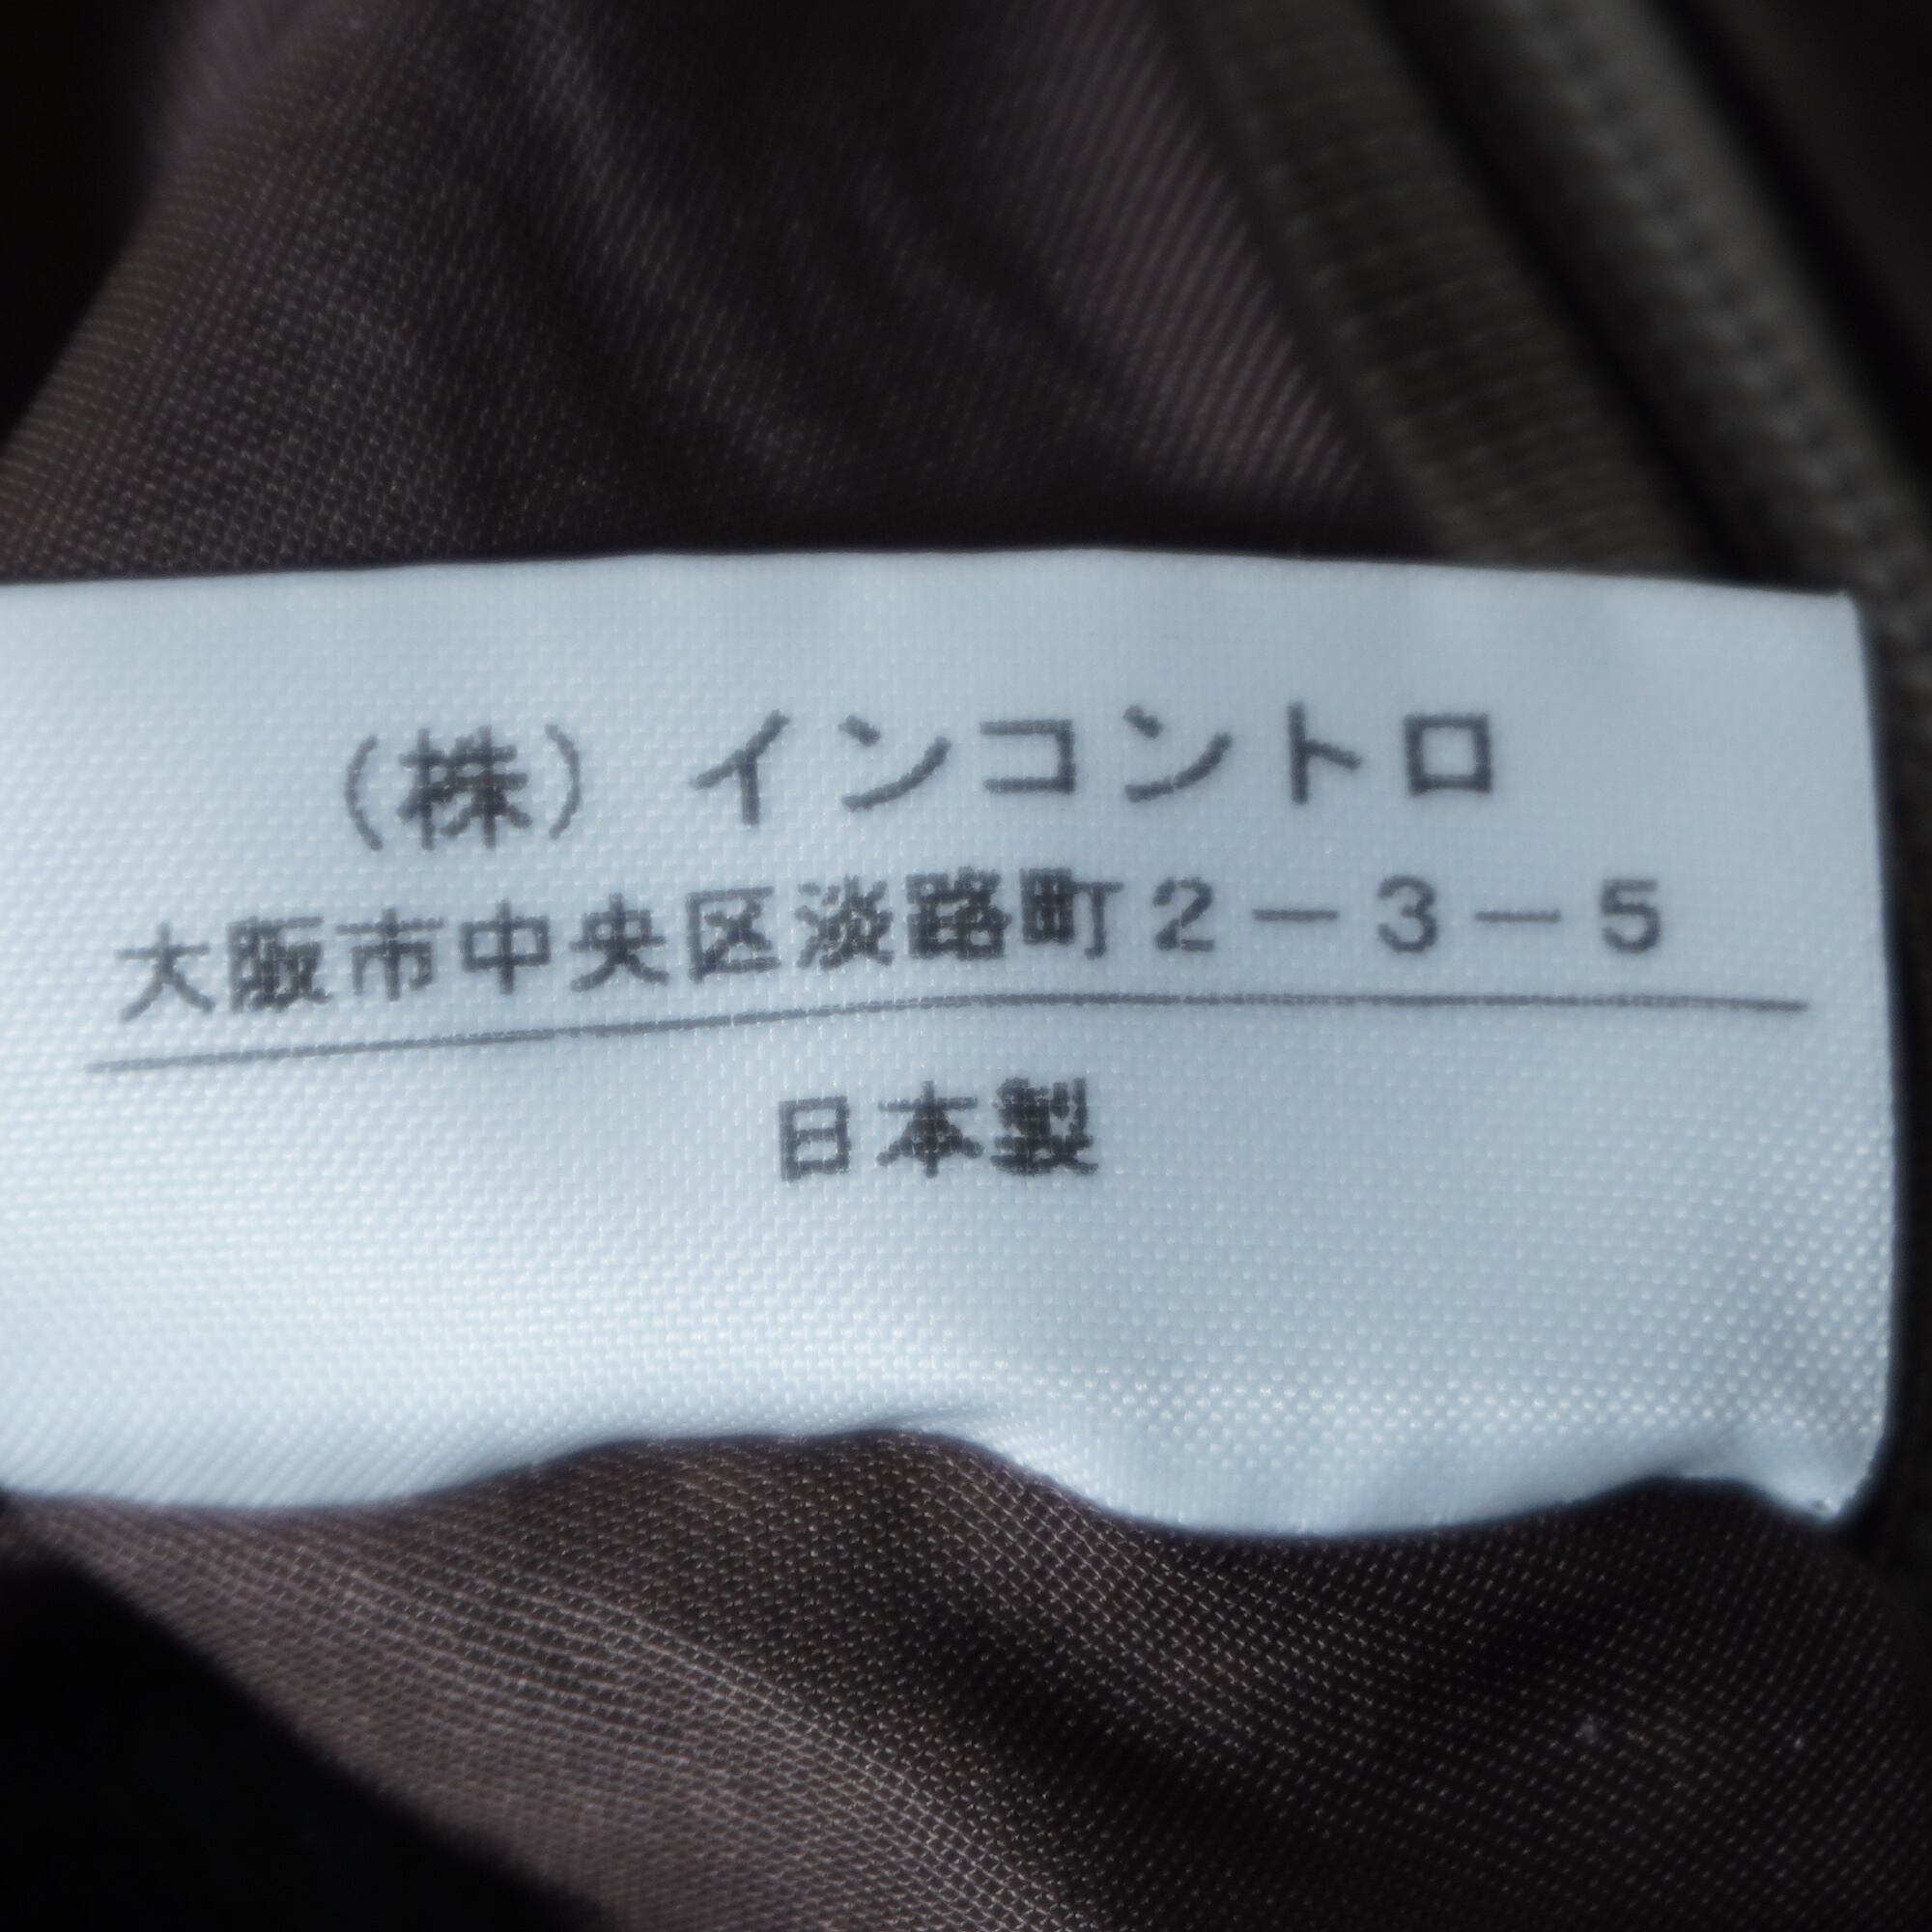 （株）インコントロ
大阪市中央区淡路町2－3－5
日本製